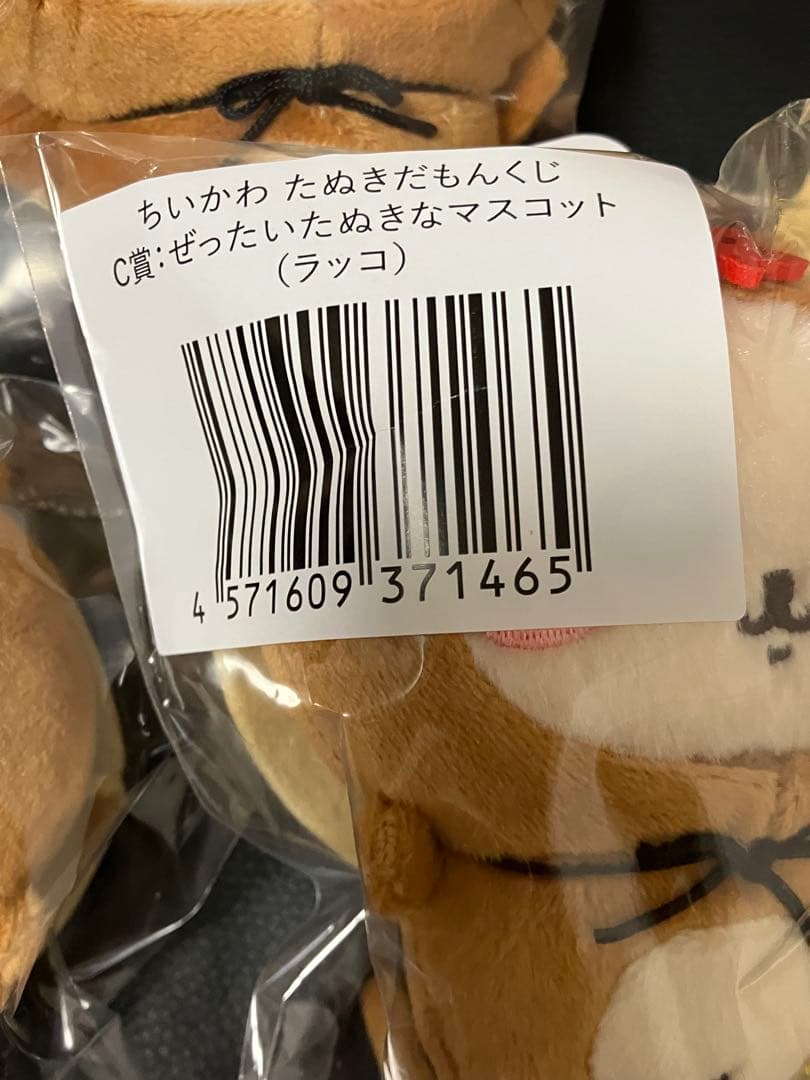 ちいかわ たぬきだもんくじ
C賞:ぜったいたぬきなマスコット
(ラッコ)
4 571609 371465